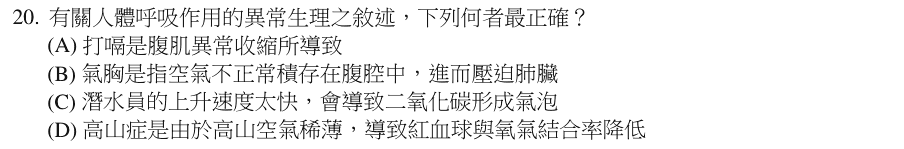 20. 有關人體呼吸作用的異常生理之敘述，下列何者最正確？
(A) 打嗝是腹肌異常收縮所導致
(B) 氣胸是指空氣不正常積存在腹腔中，進而壓迫肺臟
(C) 潛水員的上升速度太快，會導致二氧化碳形成氣泡
(D) 高山症是由於高山空氣稀薄，導致紅血球與氧氣結合率降低